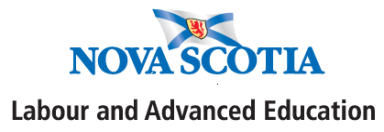 NOVA SCOTIA
Labour and Advanced Education